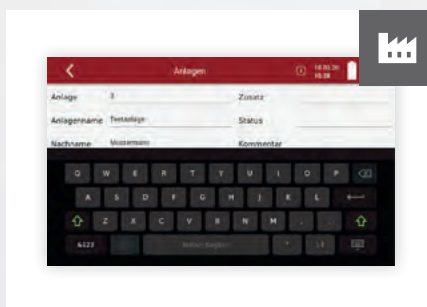 Anlagen
Anlage 3 Zusatz
Anlagenname Testanlage Status
Nachname Mustermann Kommentar
Q W E R T Y U I O P
A S D F G H J K L
Z X C V B N M
&123